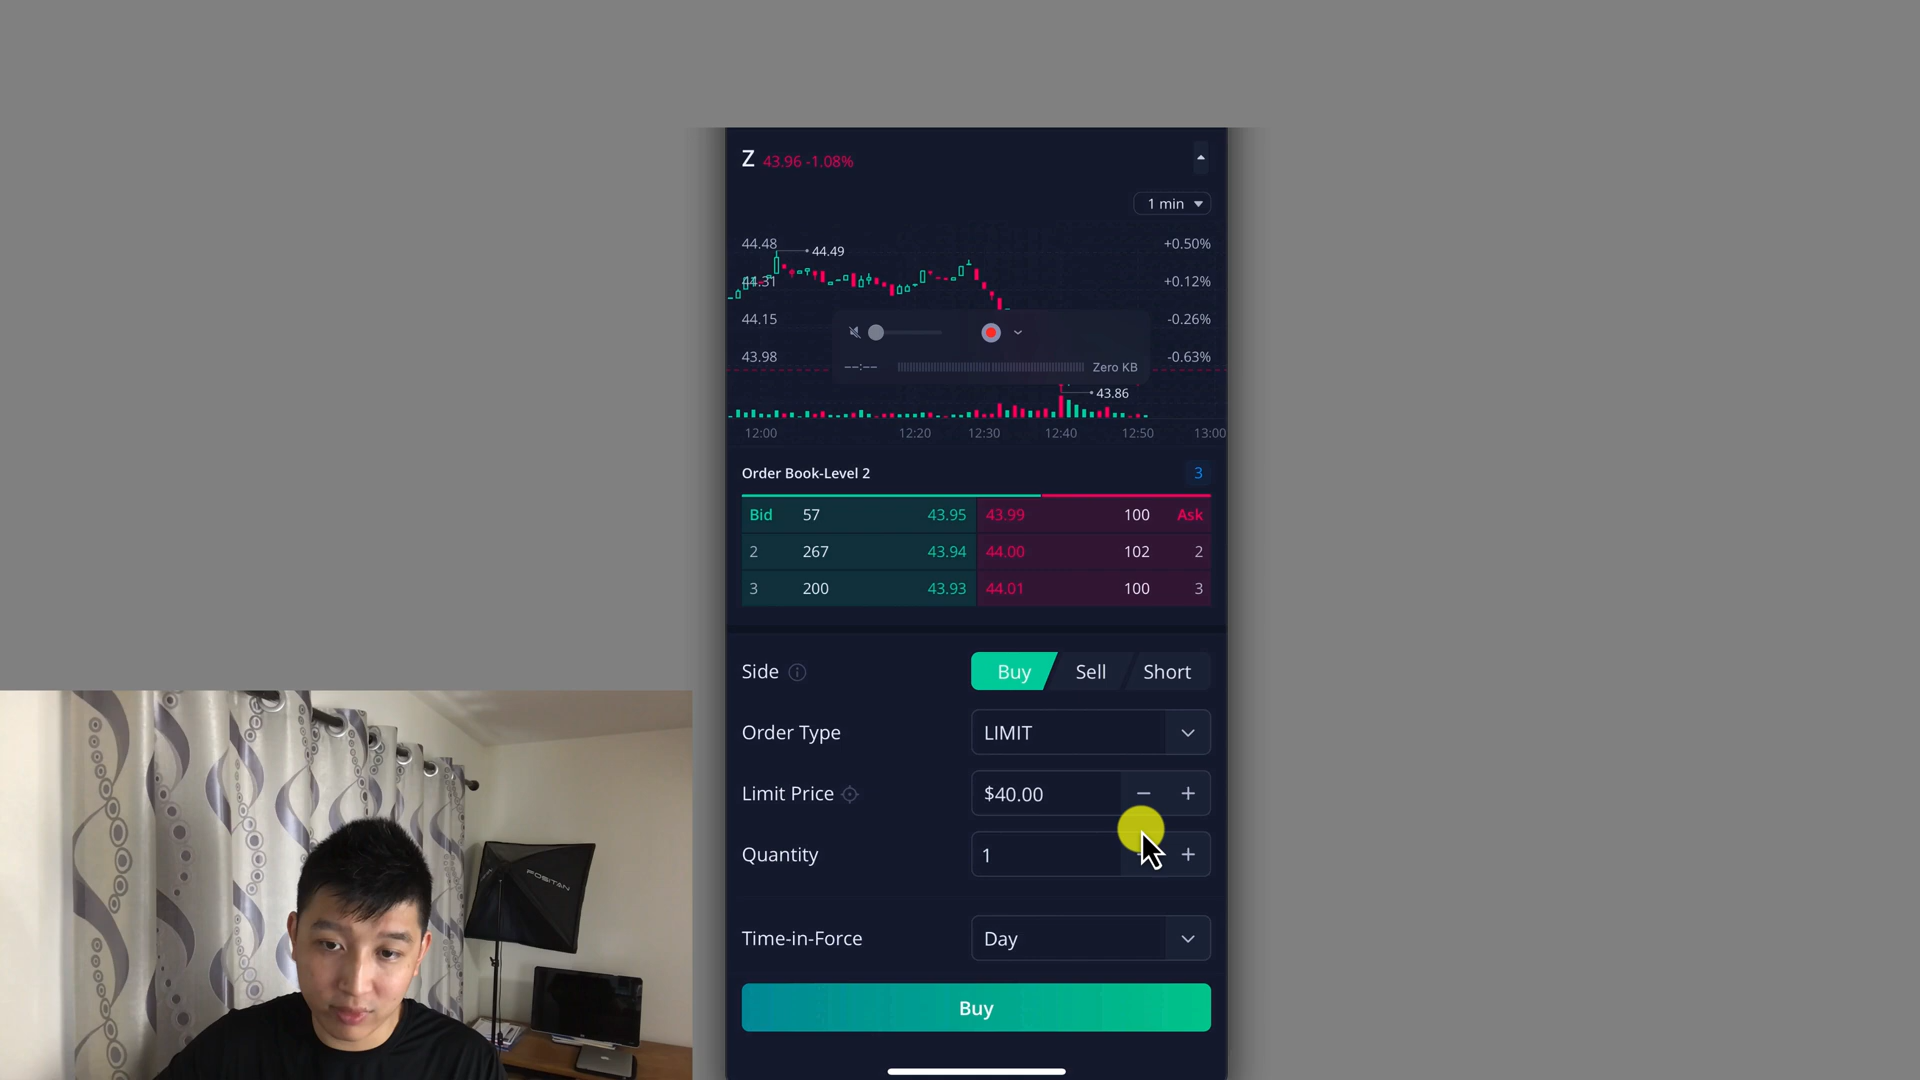 Z 43.96 -1.08%
1 min
44.48 44.49 +0.50%
44.31 +0.12%
44.15 -0.26%
43.98 -0.63%
--:-- Zero KB
43.86
12:00 12:20 12:30 12:40 12:50 13:00
Order Book-Level 2 3
Bid 57 43.95 43.99 100 Ask
2 267 43.94 44.00 102 2
3 200 43.93 44.01 100 3
Side Buy Sell Short
Order Type LIMIT
Limit Price $40.00 − +
Quantity 1 +
Time-in-Force Day
Buy
POSITAN